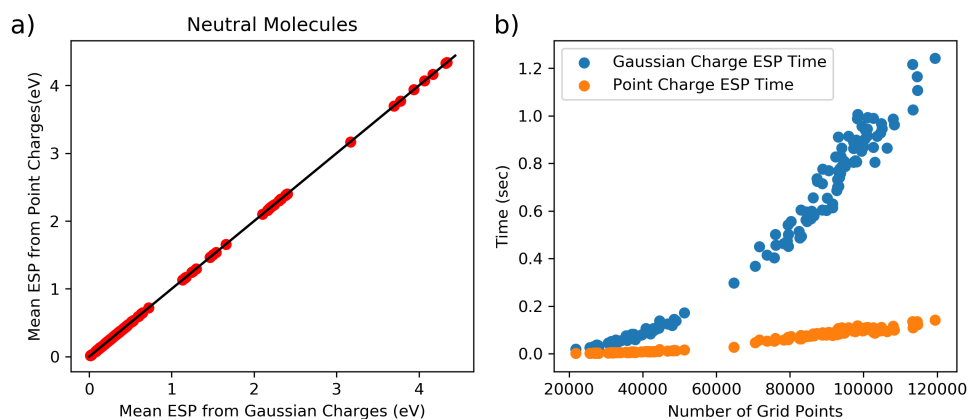 a)
Neutral Molecules
Mean ESP from Point Charges(eV)
4
3
2
1
0
0 1 2 3 4
Mean ESP from Gaussian Charges (eV)
b)
Gaussian Charge ESP Time
Point Charge ESP Time
Time (sec)
1.2
1.0
0.8
0.6
0.4
0.2
0.0
20000 40000 60000 80000 100000 120000
Number of Grid Points